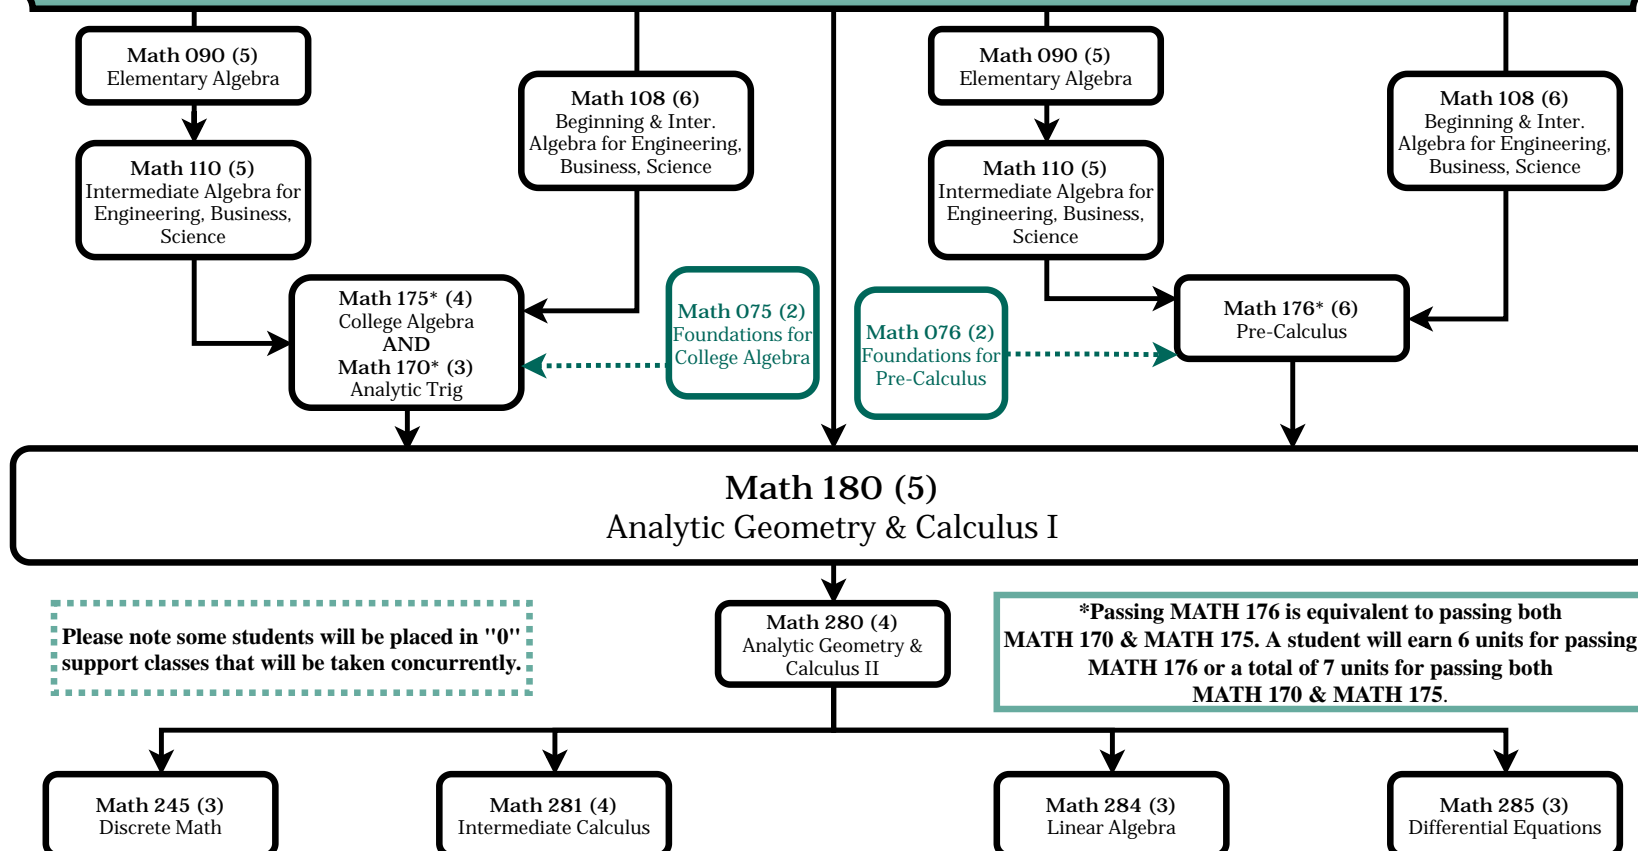 Math 090 (5)
Elementary Algebra
Math 108 (6)
Beginning & Inter.
Algebra for Engineering,
Business, Science
Math 090 (5)
Elementary Algebra
Math 108 (6)
Beginning & Inter.
Algebra for Engineering,
Business, Science
Math 110 (5)
Intermediate Algebra for
Engineering, Business,
Science
Math 110 (5)
Intermediate Algebra for
Engineering, Business,
Science
Math 175* (4)
College Algebra
AND
Math 170* (3)
Analytic Trig
Math 075 (2)
Foundations for
College Algebra
Math 076 (2)
Foundations for
Pre-Calculus
Math 176* (6)
Pre-Calculus
Math 180 (5)
Analytic Geometry & Calculus I
Please note some students will be placed in "0"
support classes that will be taken concurrently.
Math 280 (4)
Analytic Geometry &
Calculus II
*Passing MATH 176 is equivalent to passing both
MATH 170 & MATH 175. A student will earn 6 units for passing
MATH 176 or a total of 7 units for passing both
MATH 170 & MATH 175.
Math 245 (3)
Discrete Math
Math 281 (4)
Intermediate Calculus
Math 284 (3)
Linear Algebra
Math 285 (3)
Differential Equations